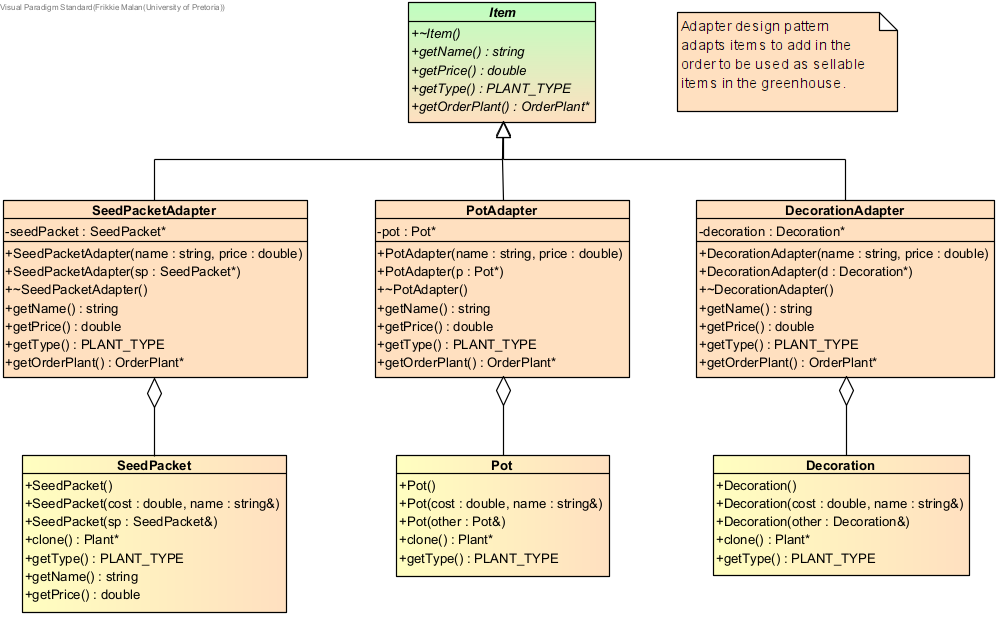 Visual Paradigm Standard(Frikkie Malan(University of Pretoria))
Item
+~Item()
+getName() : string
+getPrice() : double
+getType() : PLANT_TYPE
+getOrderPlant() : OrderPlant*
Adapter design pattern
adapts items to add in the
order to be used as sellable
items in the greenhouse.
SeedPacketAdapter
-seedPacket : SeedPacket*
+SeedPacketAdapter(name : string, price : double)
+SeedPacketAdapter(sp : SeedPacket*)
+~SeedPacketAdapter()
+getName() : string
+getPrice() : double
+getType() : PLANT_TYPE
+getOrderPlant() : OrderPlant*
PotAdapter
-pot : Pot*
+PotAdapter(name : string, price : double)
+PotAdapter(p : Pot*)
+~PotAdapter()
+getName() : string
+getPrice() : double
+getType() : PLANT_TYPE
+getOrderPlant() : OrderPlant*
DecorationAdapter
-decoration : Decoration*
+DecorationAdapter(name : string, price : double)
+DecorationAdapter(d : Decoration*)
+~DecorationAdapter()
+getName() : string
+getPrice() : double
+getType() : PLANT_TYPE
+getOrderPlant() : OrderPlant*
SeedPacket
+SeedPacket()
+SeedPacket(cost : double, name : string&)
+SeedPacket(sp : SeedPacket&)
+clone() : Plant*
+getType() : PLANT_TYPE
+getName() : string
+getPrice() : double
Pot
+Pot()
+Pot(cost : double, name : string&)
+Pot(other : Pot&)
+clone() : Plant*
+getType() : PLANT_TYPE
Decoration
+Decoration()
+Decoration(cost : double, name : string&)
+Decoration(other : Decoration&)
+clone() : Plant*
+getType() : PLANT_TYPE